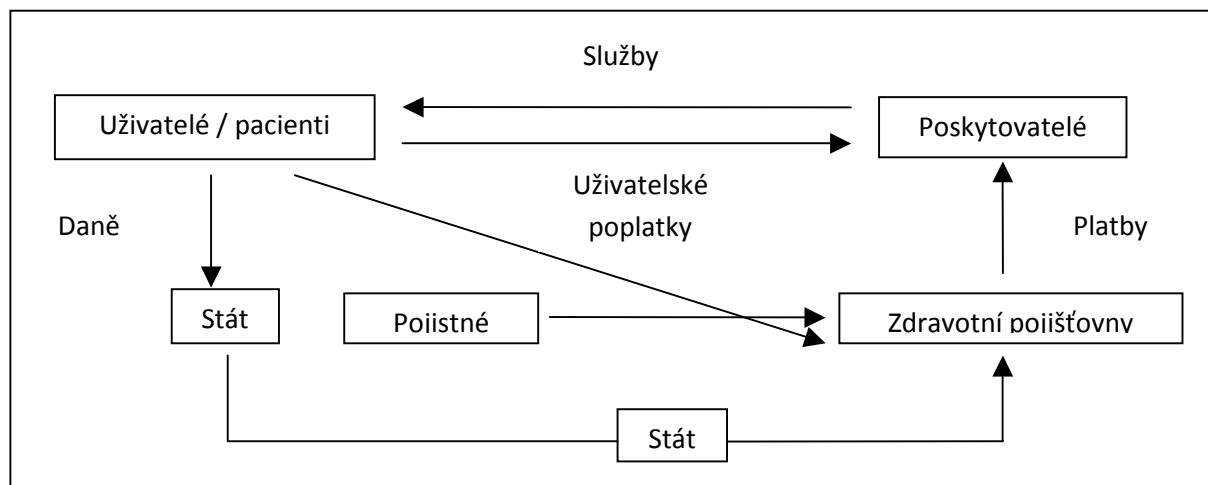 Služby
Uživatelé / pacienti
Poskytovatelé
Uživatelské
poplatky
Daně
Platby
Stát
Pojistné
Zdravotní pojišťovny
Stát